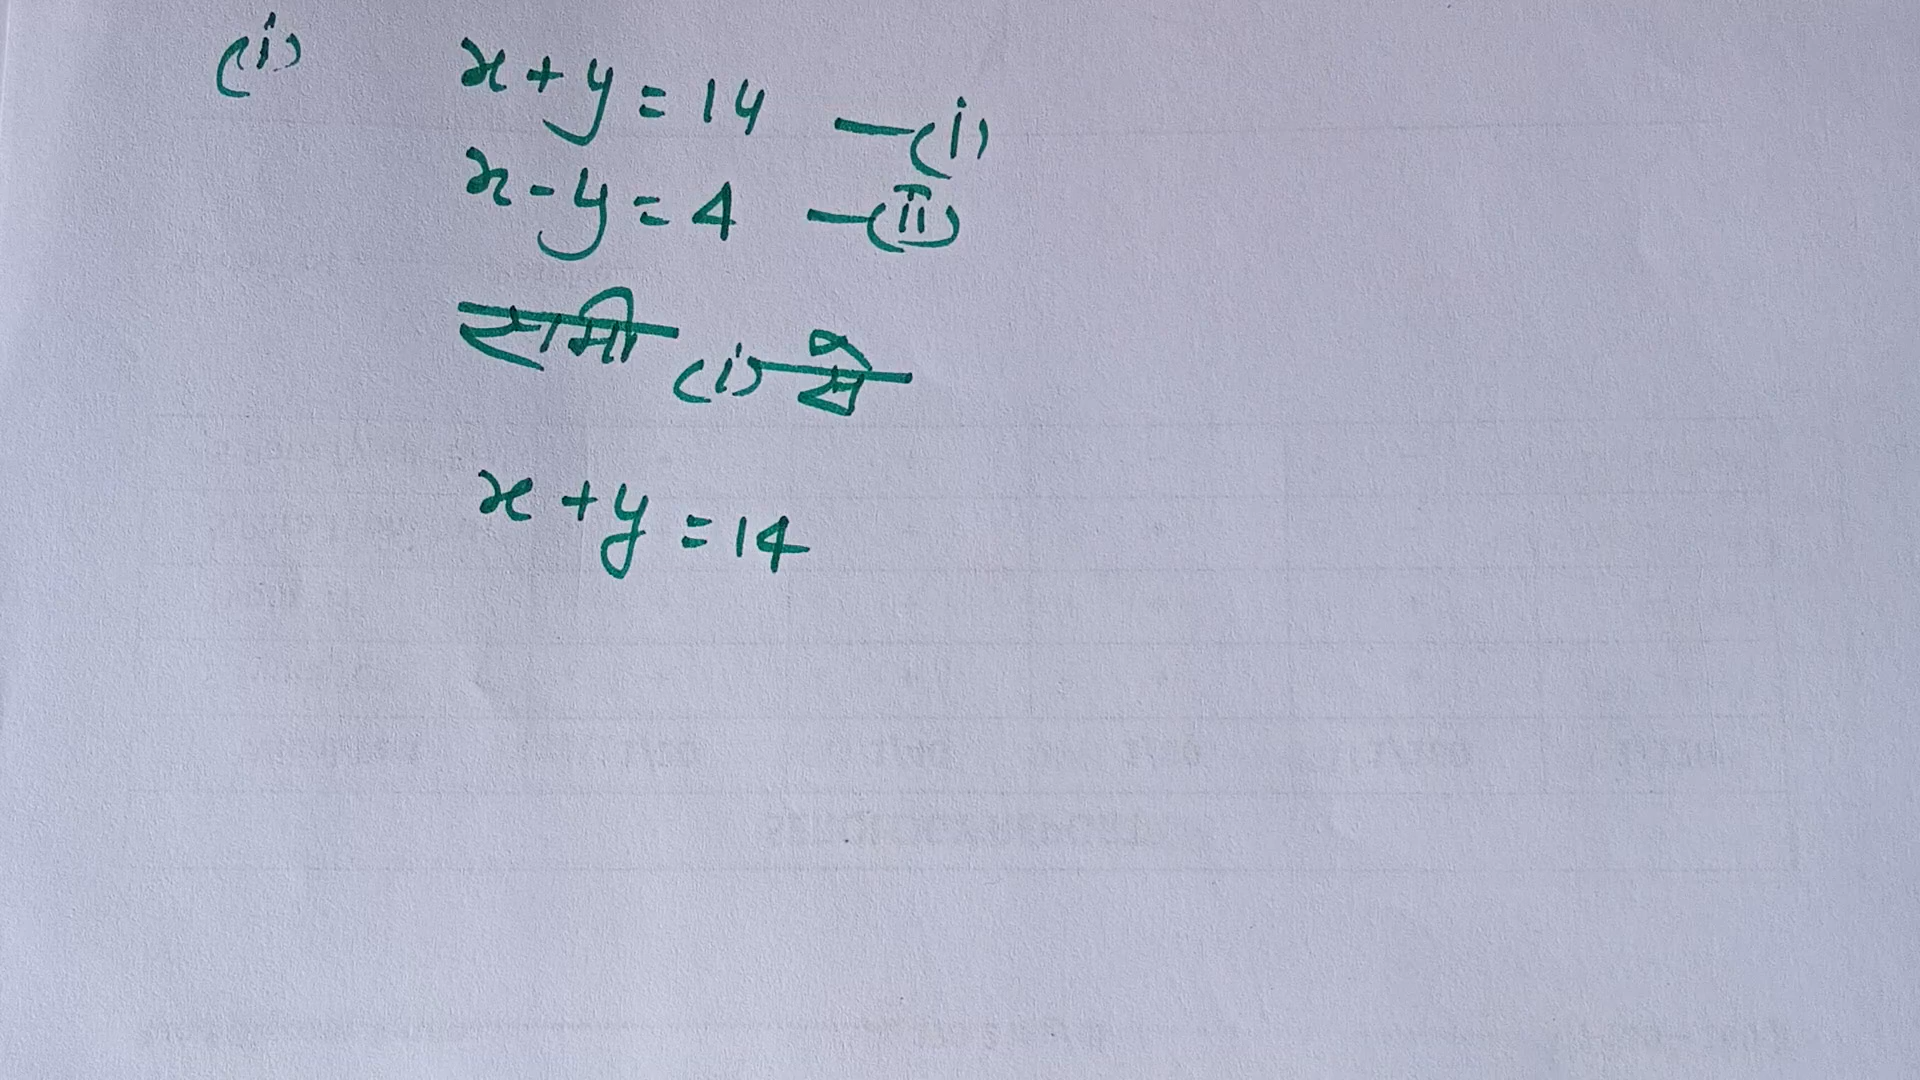 (i) x + y = 14 —(i)
x - y = 4 —(ii)
समी (i) से
x + y = 14